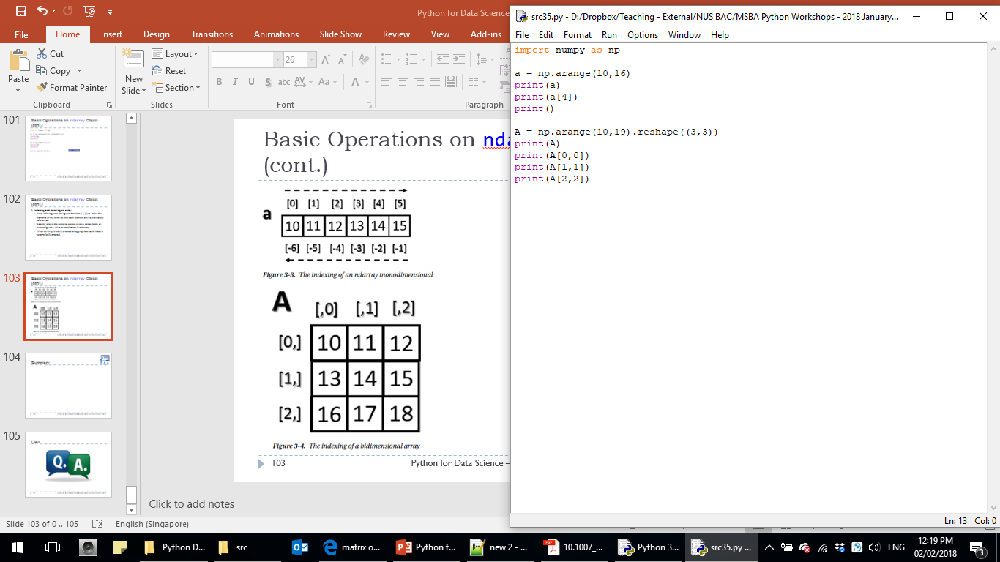 Python for Data Science
File
Home
Insert
Design
Transitions
Animations
Slide Show
Review
View
Add-ins
Paste
Cut
Copy
Format Painter
Clipboard
New
Slide
Layout
Reset
Section
Slides
26
B
I
U
S
abc
AV
Aa
A
Font
Paragraph
101
Basic Operations on ndarray Object
(cont.)
102
Basic Operations on ndarray Object
(cont.)
103
Basic Operations on ndarray Object
(cont.)
104
Summary
105
Q&A
Q. A.
Basic Operations on nda
(cont.)
[0] [1] [2] [3] [4] [5]
a
10 11 12 13 14 15
[-6] [-5] [-4] [-3] [-2] [-1]
Figure 3-3. The indexing of an ndarray monodimensional
A
[,0] [,1] [,2]
[0,] 10 11 12
[1,] 13 14 15
[2,] 16 17 18
Figure 3-4. The indexing of a bidimensional array
103
Python for Data Science –
Click to add notes
Slide 103 of 0 .. 105
English (Singapore)
src35.py - D:/Dropbox/Teaching - External/NUS BAC/MSBA Python Workshops - 2018 January...
File Edit Format Run Options Window Help
import numpy as np
a = np.arange(10,16)
print(a)
print(a[4])
print()
A = np.arange(10,19).reshape((3,3))
print(A)
print(A[0,0])
print(A[1,1])
print(A[2,2])
Ln: 13 Col: 0
Python D...
src
matrix o...
Python f...
new 2 - ...
10.1007_...
Python 3...
src35.py ...
ENG
12:19 PM
02/02/2018
3